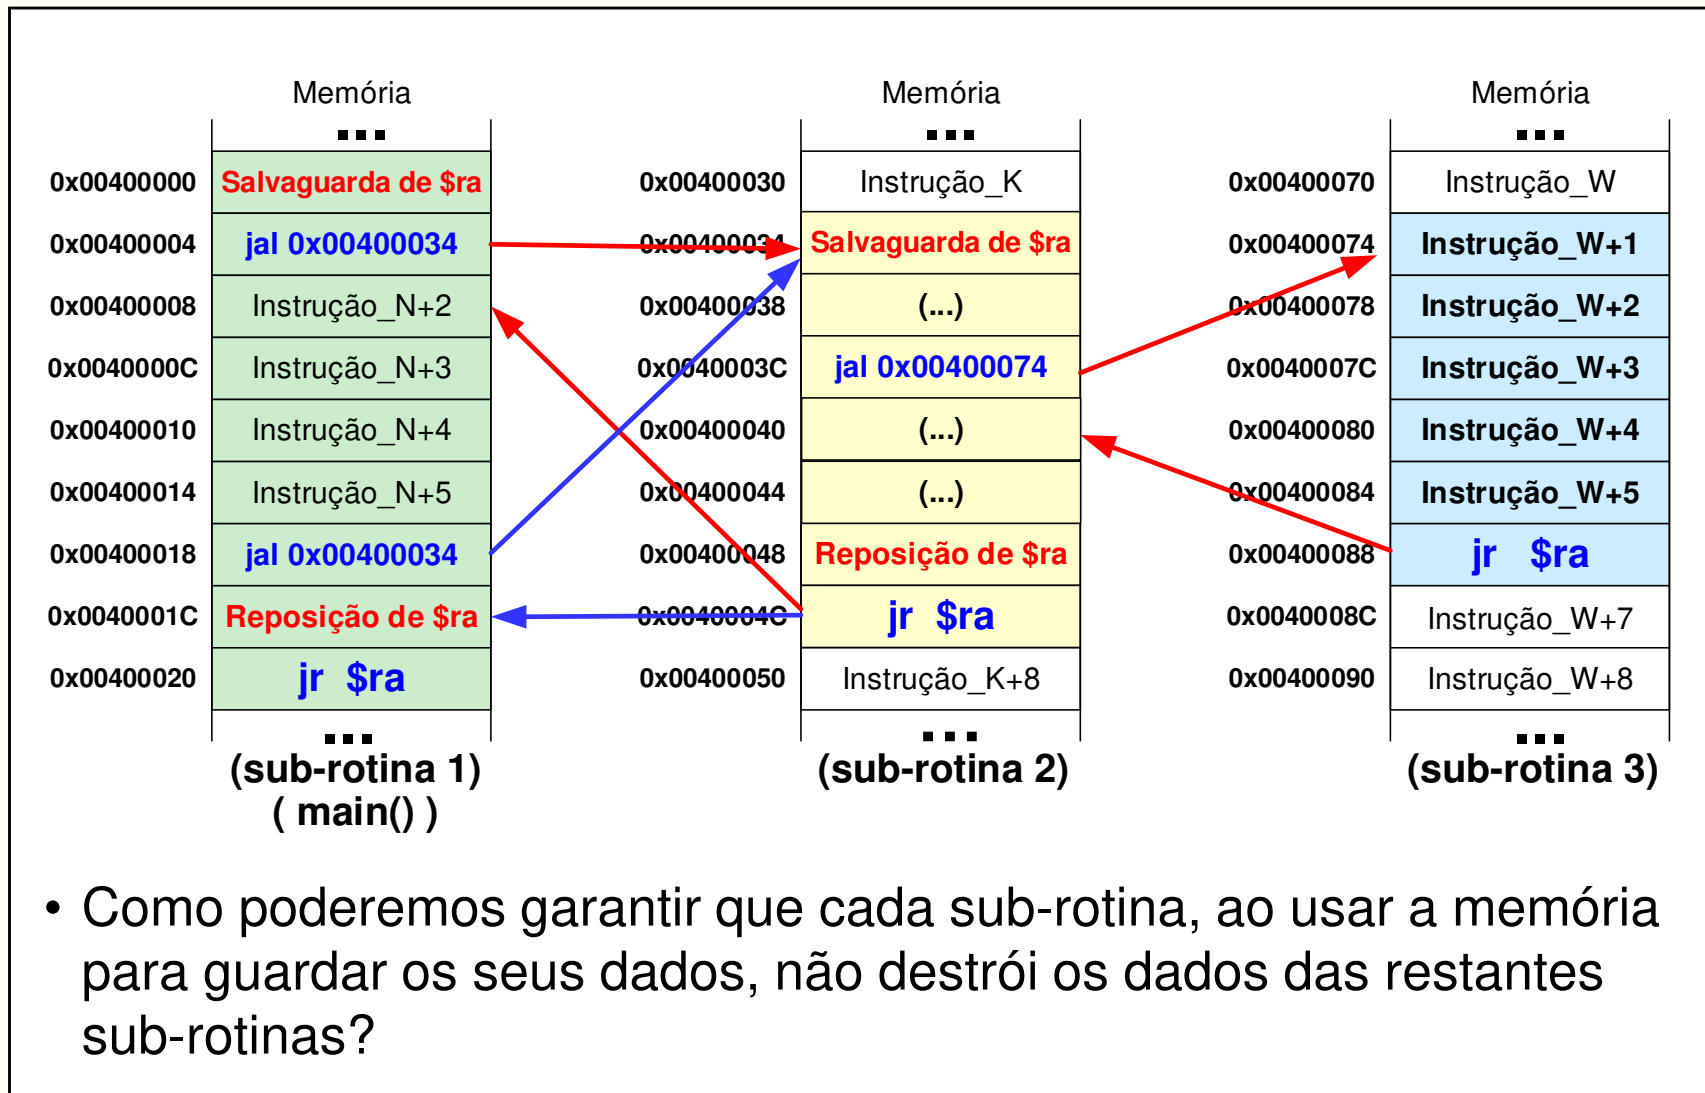 Memória
...
0x00400000 Salvaguarda de $ra
0x00400004 jal 0x00400034
0x00400008 Instrução_N+2
0x0040000C Instrução_N+3
0x00400010 Instrução_N+4
0x00400014 Instrução_N+5
0x00400018 jal 0x00400034
0x0040001C Reposição de $ra
0x00400020 jr $ra
...
(sub-rotina 1)
( main() )
Memória
...
0x00400030 Instrução_K
0x00400034 Salvaguarda de $ra
0x00400038 (...)
0x0040003C jal 0x00400074
0x00400040 (...)
0x00400044 (...)
0x00400048 Reposição de $ra
0x0040004C jr $ra
0x00400050 Instrução_K+8
...
(sub-rotina 2)
Memória
...
0x00400070 Instrução_W
0x00400074 Instrução_W+1
0x00400078 Instrução_W+2
0x0040007C Instrução_W+3
0x00400080 Instrução_W+4
0x00400084 Instrução_W+5
0x00400088 jr $ra
0x0040008C Instrução_W+7
0x00400090 Instrução_W+8
...
(sub-rotina 3)
• Como poderemos garantir que cada sub-rotina, ao usar a memória
para guardar os seus dados, não destrói os dados das restantes
sub-rotinas?